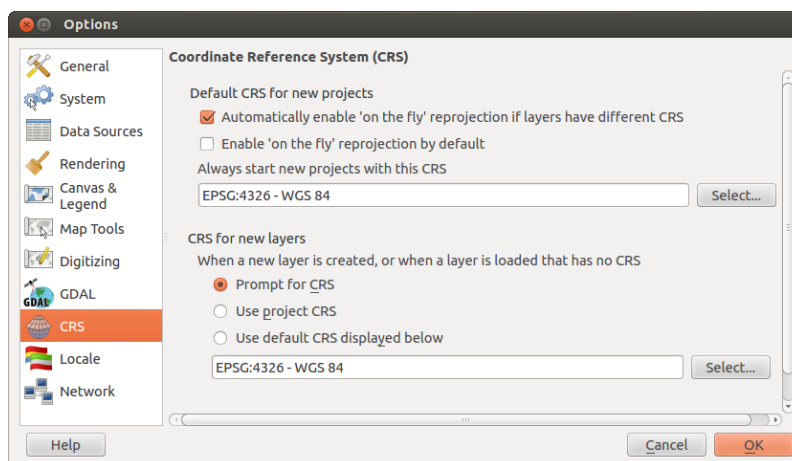 Options
General
System
Data Sources
Rendering
Canvas &
Legend
Map Tools
Digitizing
GDAL
GDAL
CRS
Locale
Network
Coordinate Reference System (CRS)
Default CRS for new projects
Automatically enable 'on the fly' reprojection if layers have different CRS
Enable 'on the fly' reprojection by default
Always start new projects with this CRS
EPSG:4326 - WGS 84
Select...
CRS for new layers
When a new layer is created, or when a layer is loaded that has no CRS
Prompt for CRS
Use project CRS
Use default CRS displayed below
EPSG:4326 - WGS 84
Select...
Help
Cancel
OK